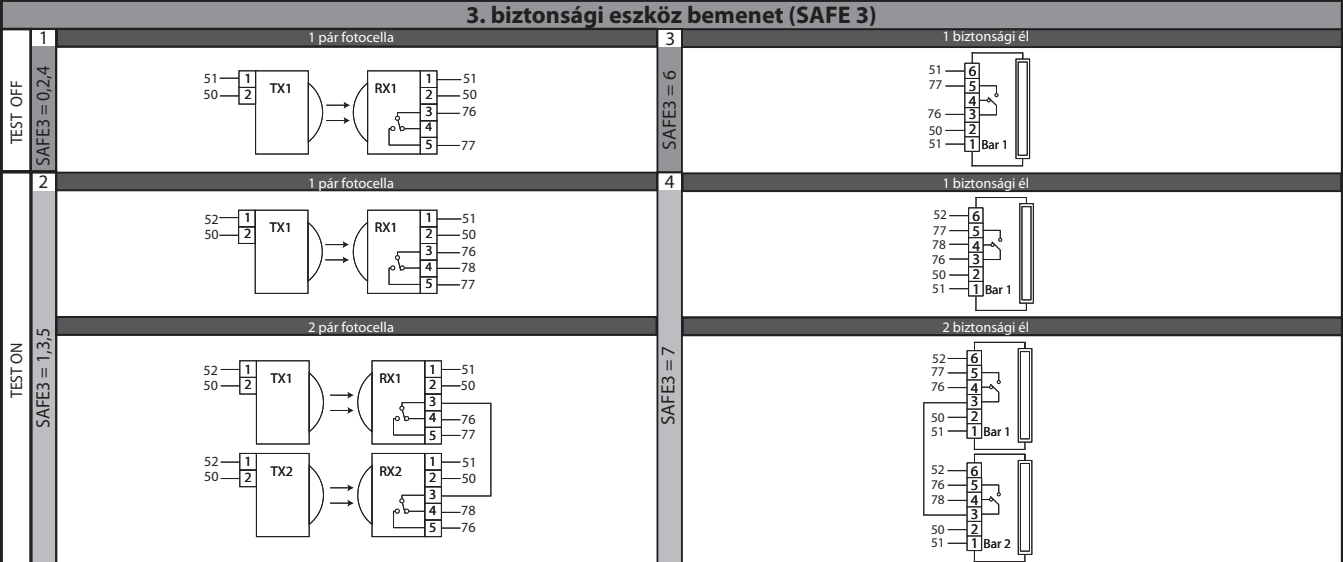 3. biztonsági eszköz bemenet (SAFE 3)
TEST OFF
SAFE3 = 0,2,4
1
1 pár fotocella
51 1 TX1 RX1 1 51
50 2 2 50
3 76
4
5 77
SAFE3 = 6
3
1 biztonsági él
51 6
77 5
4
76 3
50 2
51 1 Bar 1
TEST ON
SAFE3 = 1,3,5
2
1 pár fotocella
52 1 TX1 RX1 1 51
50 2 2 50
3 76
4 78
5 77
2 pár fotocella
52 1 TX1 RX1 1 51
50 2 2 50
3
4 76
5 77
52 1 TX2 RX2 1 51
50 2 2 50
3
4 78
5 76
SAFE3 = 7
4
1 biztonsági él
52 6
77 5
78 4
76 3
50 2
51 1 Bar 1
2 biztonsági él
52 6
77 5
76 4
3
50 2
51 1 Bar 1
52 6
76 5
78 4
3
50 2
51 1 Bar 2